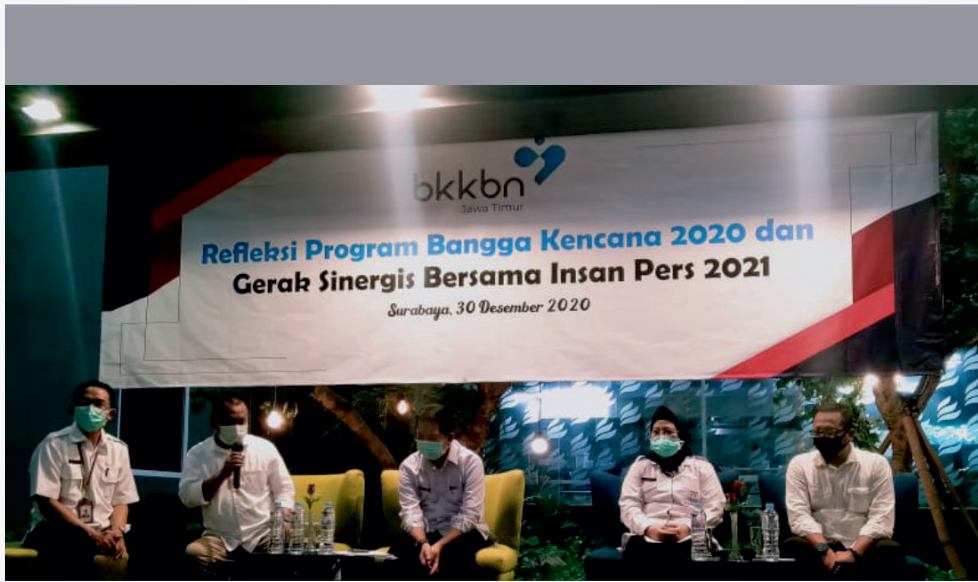 bkkbn
Jawa Timur
Refleksi Program Bangga Kencana 2020 dan
Gerak Sinergis Bersama Insan Pers 2021
Surabaya, 30 Desember 2020